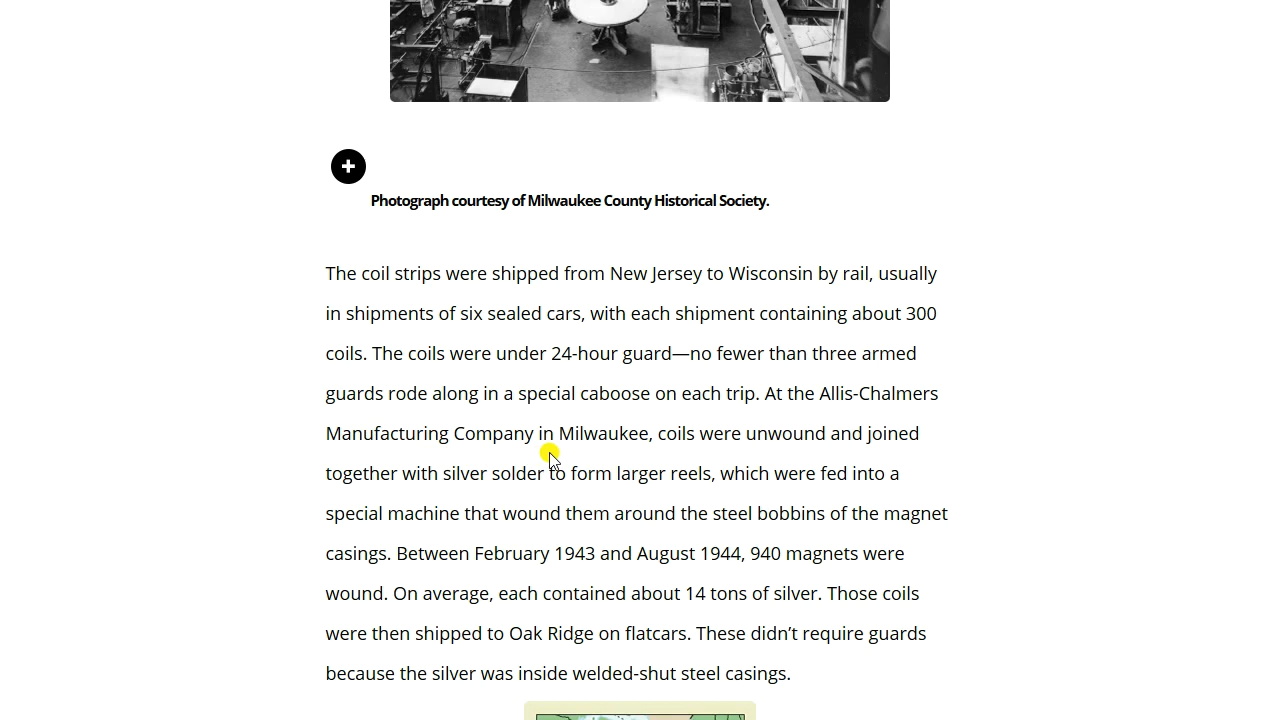 Photograph courtesy of Milwaukee County Historical Society.
The coil strips were shipped from New Jersey to Wisconsin by rail, usually
in shipments of six sealed cars, with each shipment containing about 300
coils. The coils were under 24-hour guard—no fewer than three armed
guards rode along in a special caboose on each trip. At the Allis-Chalmers
Manufacturing Company in Milwaukee, coils were unwound and joined
together with silver solder to form larger reels, which were fed into a
special machine that wound them around the steel bobbins of the magnet
casings. Between February 1943 and August 1944, 940 magnets were
wound. On average, each contained about 14 tons of silver. Those coils
were then shipped to Oak Ridge on flatcars. These didn’t require guards
because the silver was inside welded-shut steel casings.